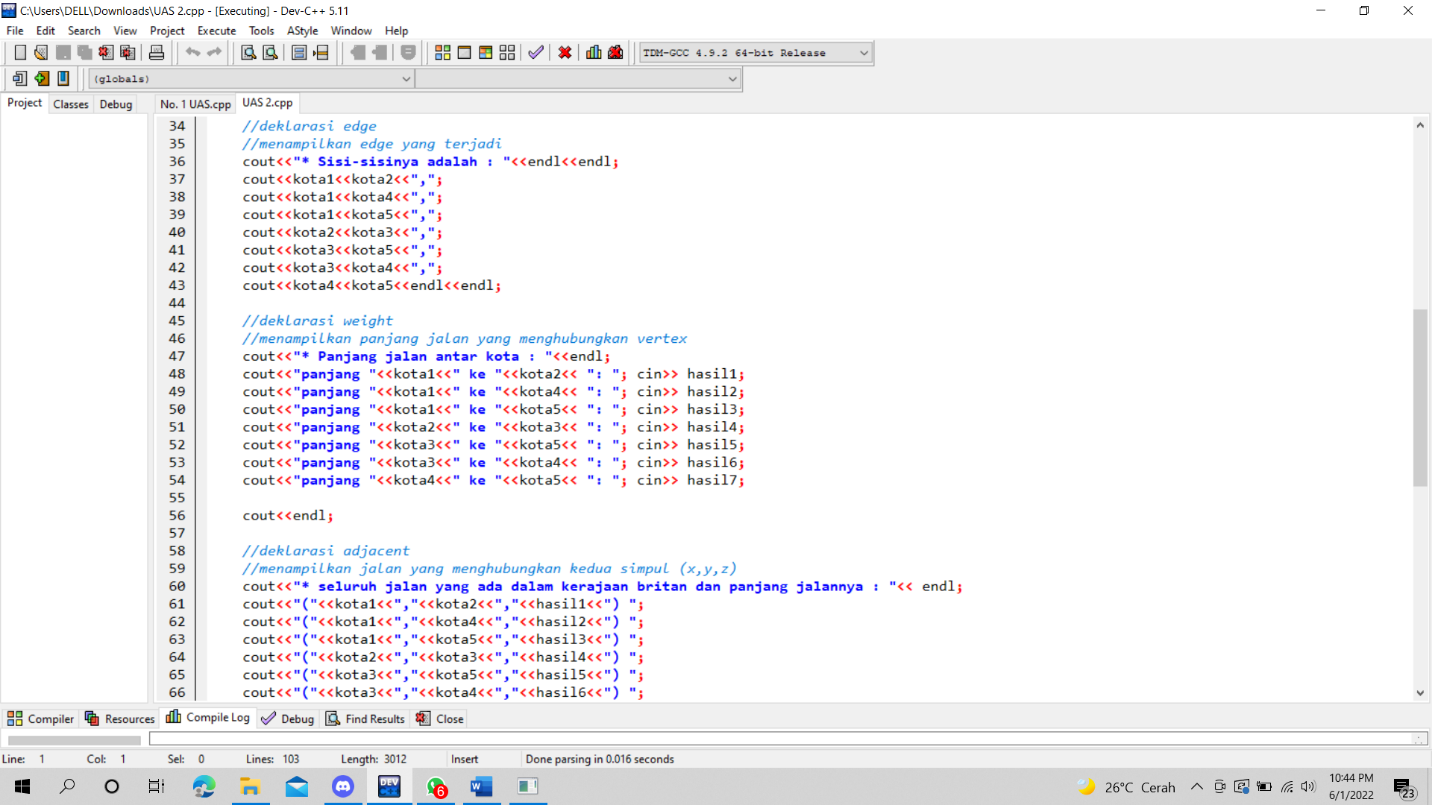 C:\Users\DELL\Downloads\UAS 2.cpp - [Executing] - Dev-C++ 5.11
File Edit Search View Project Execute Tools AStyle Window Help
TDM-GCC 4.9.2 64-bit Release
(globals)
Project Classes Debug No. 1 UAS.cpp UAS 2.cpp
34 //deklarasi edge
35 //menampilkan edge yang terjadi
36 cout<<"* Sisi-sisinya adalah : "<<endl<<endl;
37 cout<<kota1<<kota2<<",";
38 cout<<kota1<<kota4<<",";
39 cout<<kota1<<kota5<<",";
40 cout<<kota2<<kota3<<",";
41 cout<<kota3<<kota5<<",";
42 cout<<kota3<<kota4<<",";
43 cout<<kota4<<kota5<<endl<<endl;
44
45 //deklarasi weight
46 //menampilkan panjang jalan yang menghubungkan vertex
47 cout<<"* Panjang jalan antar kota : "<<endl;
48 cout<<"panjang "<<kota1<<" ke "<<kota2<< ": "; cin>> hasil1;
49 cout<<"panjang "<<kota1<<" ke "<<kota4<< ": "; cin>> hasil2;
50 cout<<"panjang "<<kota1<<" ke "<<kota5<< ": "; cin>> hasil3;
51 cout<<"panjang "<<kota2<<" ke "<<kota3<< ": "; cin>> hasil4;
52 cout<<"panjang "<<kota3<<" ke "<<kota5<< ": "; cin>> hasil5;
53 cout<<"panjang "<<kota3<<" ke "<<kota4<< ": "; cin>> hasil6;
54 cout<<"panjang "<<kota4<<" ke "<<kota5<< ": "; cin>> hasil7;
55
56 cout<<endl;
57
58 //deklarasi adjacent
59 //menampilkan jalan yang menghubungkan kedua simpul (x,y,z)
60 cout<<"* seluruh jalan yang ada dalam kerajaan britan dan panjang jalannya : "<< endl;
61 cout<<"("<<kota1<<","<<kota2<<","<<hasil1<<") ";
62 cout<<"("<<kota1<<","<<kota4<<","<<hasil2<<") ";
63 cout<<"("<<kota1<<","<<kota5<<","<<hasil3<<") ";
64 cout<<"("<<kota2<<","<<kota3<<","<<hasil4<<") ";
65 cout<<"("<<kota3<<","<<kota5<<","<<hasil5<<") ";
66 cout<<"("<<kota3<<","<<kota4<<","<<hasil6<<") ";
Compiler Resources Compile Log Debug Find Results Close
Line: 1 Col: 1 Sel: 0 Lines: 103 Length: 3012 Insert Done parsing in 0.016 seconds
DEV 6 W 26°C Cerah 10:44 PM
6/1/2022 23